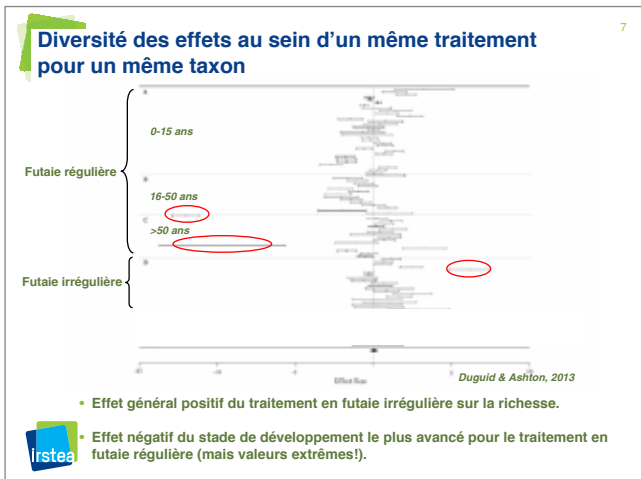 7
Diversité des effets au sein d'un même traitement
pour un même taxon
A
0-15 ans
Futaie régulière
B
16-50 ans
C
>50 ans
D
Futaie irrégulière
Effect Size
Duguid & Ashton, 2013
• Effet général positif du traitement en futaie irrégulière sur la richesse.
• Effet négatif du stade de développement le plus avancé pour le traitement en
futaie régulière (mais valeurs extrêmes!).
irstea